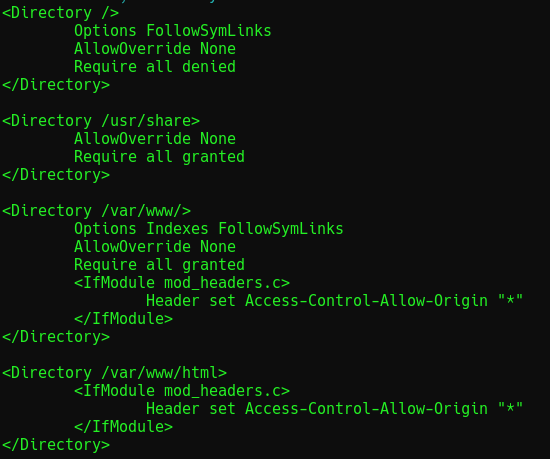 <Directory />
        Options FollowSymLinks
        AllowOverride None
        Require all denied
</Directory>

<Directory /usr/share>
        AllowOverride None
        Require all granted
</Directory>

<Directory /var/www/>
        Options Indexes FollowSymLinks
        AllowOverride None
        Require all granted
        <IfModule mod_headers.c>
                Header set Access-Control-Allow-Origin "*"
        </IfModule>
</Directory>

<Directory /var/www/html>
        <IfModule mod_headers.c>
                Header set Access-Control-Allow-Origin "*"
        </IfModule>
</Directory>